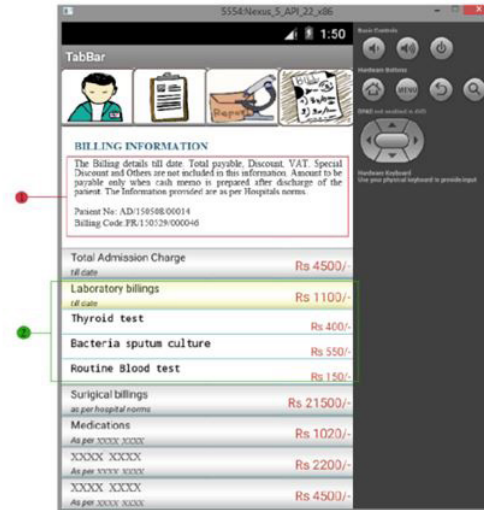 5554:Nexus_5_API_22_x86
1:50
TabBar
Report
Bill
BILLING INFORMATION
The Billing details till date. Total payable, Discount, VAT. Special
Discount and Others are not included in this information. Amount to be
payable only when cash memo is prepared after discharge of the
patient. The Information provided are as per Hospitals norms.
Patient No: AD/150508/00014
Billing Code:PR/150529/000046
1
Total Admission Charge
till date
Rs 4500/-
Laboratory billings
till date
Rs 1100/-
2
Thyroid test
Rs 400/-
Bacteria sputum culture
Rs 550/-
Routine Blood test
Rs 150/-
Surigical billings
as per hospital norms
Rs 21500/-
Medications
As per XXXX XXXX
Rs 1020/-
XXXX XXXX
As per XXXX XXXX
Rs 2200/-
XXXX XXXX
As per XXXX XXXX
Rs 4500/-
Basic Controls
Hardware Buttons
MENU
DPAD not enabled in AVD
Hardware Keyboard
Use your physical keyboard to provide input